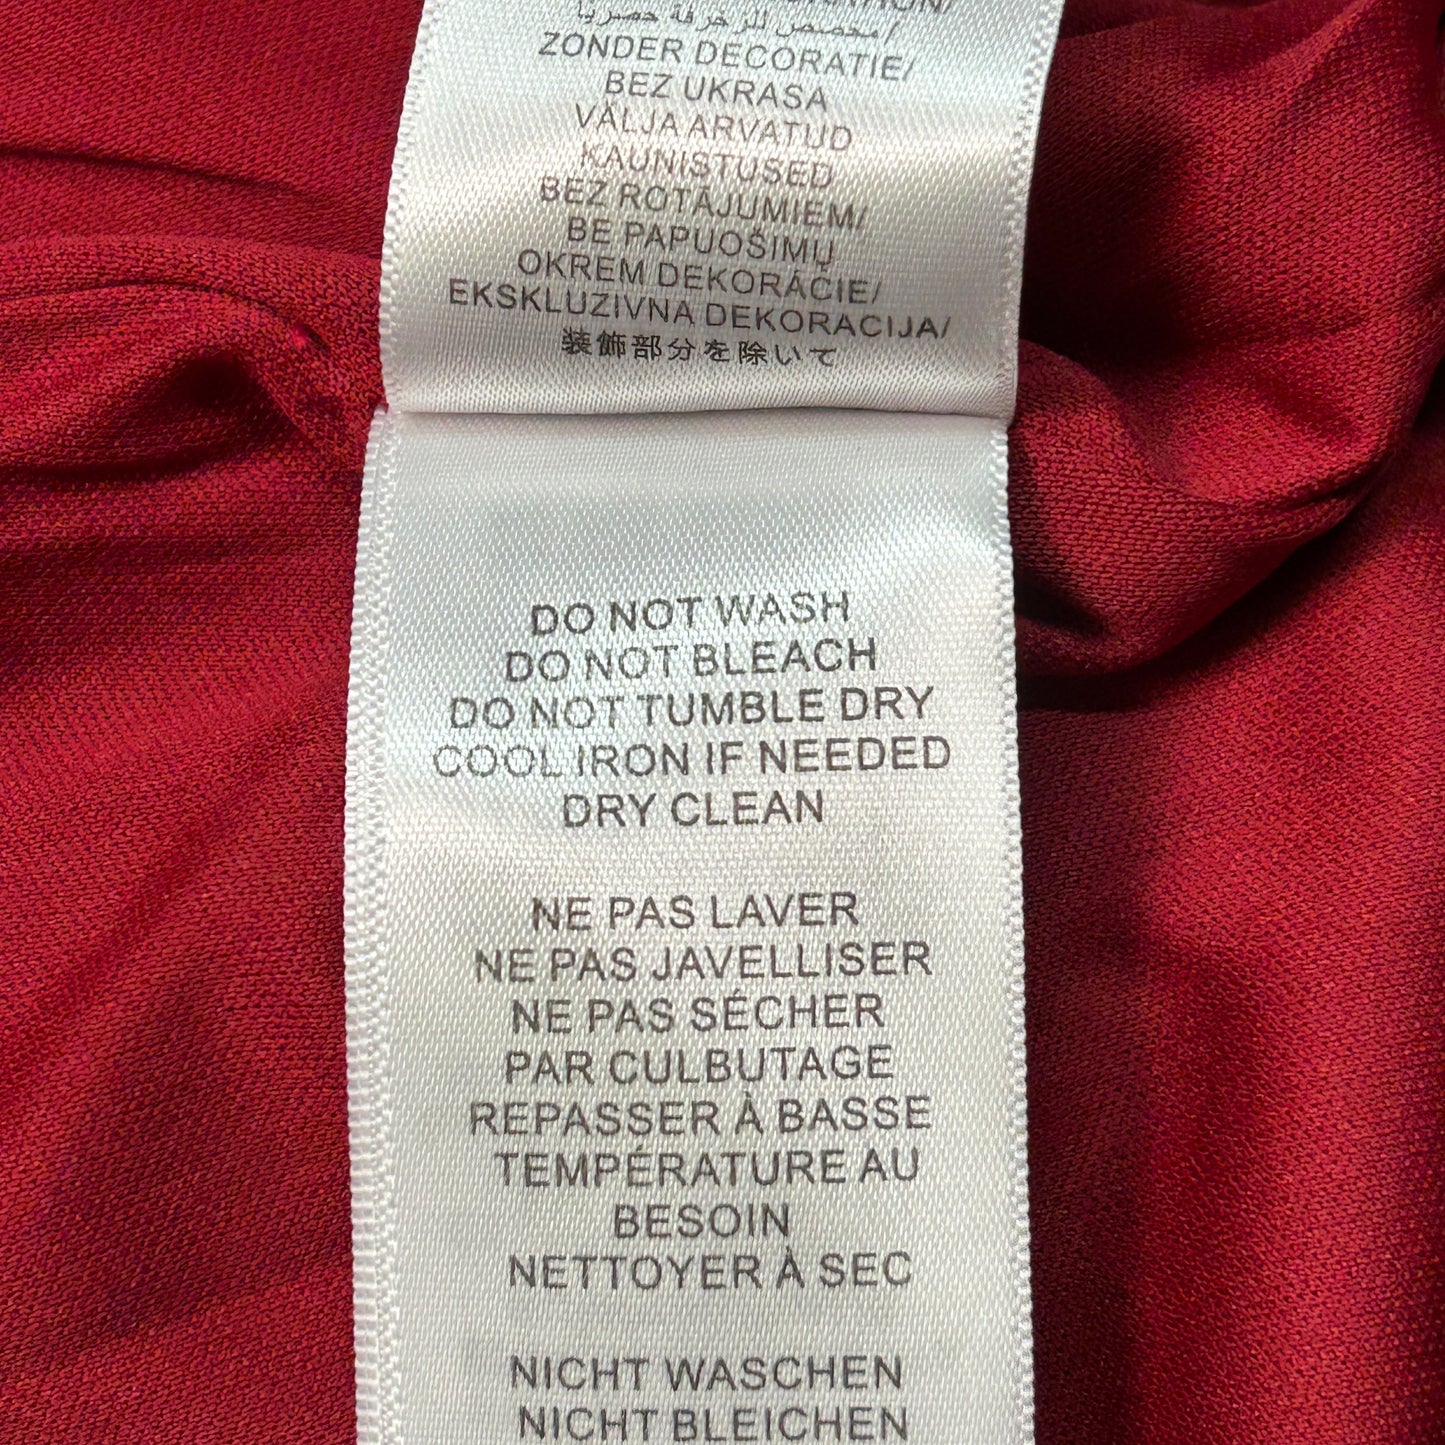 /مخصص للزخرفة حصريًا
ZONDER DECORATIE/
BEZ UKRASA
VÄLJA ARVATUD
KAUNISTUSED
BEZ ROTĀJUMIEM/
BE PAPUOŠIMŲ
OKREM DEKORÁCIE/
EKSKLUZIVNA DEKORACIJA/
装飾部分を除いて
DO NOT WASH
DO NOT BLEACH
DO NOT TUMBLE DRY
COOL IRON IF NEEDED
DRY CLEAN
NE PAS LAVER
NE PAS JAVELLISER
NE PAS SÉCHER
PAR CULBUTAGE
REPASSER À BASSE
TEMPÉRATURE AU
BESOIN
NETTOYER À SEC
NICHT WASCHEN
NICHT BLEICHEN